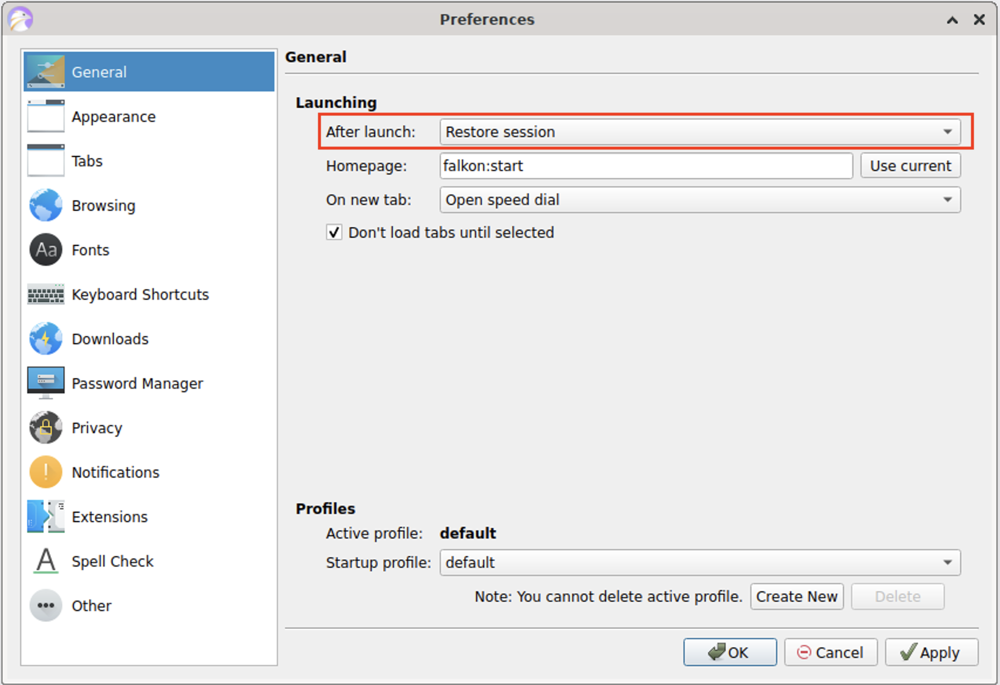 Preferences
General
Appearance
Tabs
Browsing
Aa Fonts
Keyboard Shortcuts
Downloads
Password Manager
Privacy
Notifications
Extensions
A Spell Check
Other
General
Launching
After launch: Restore session
Homepage: falkon:start Use current
On new tab: Open speed dial
Don't load tabs until selected
Profiles
Active profile: default
Startup profile: default
Note: You cannot delete active profile. Create New Delete
OK Cancel Apply